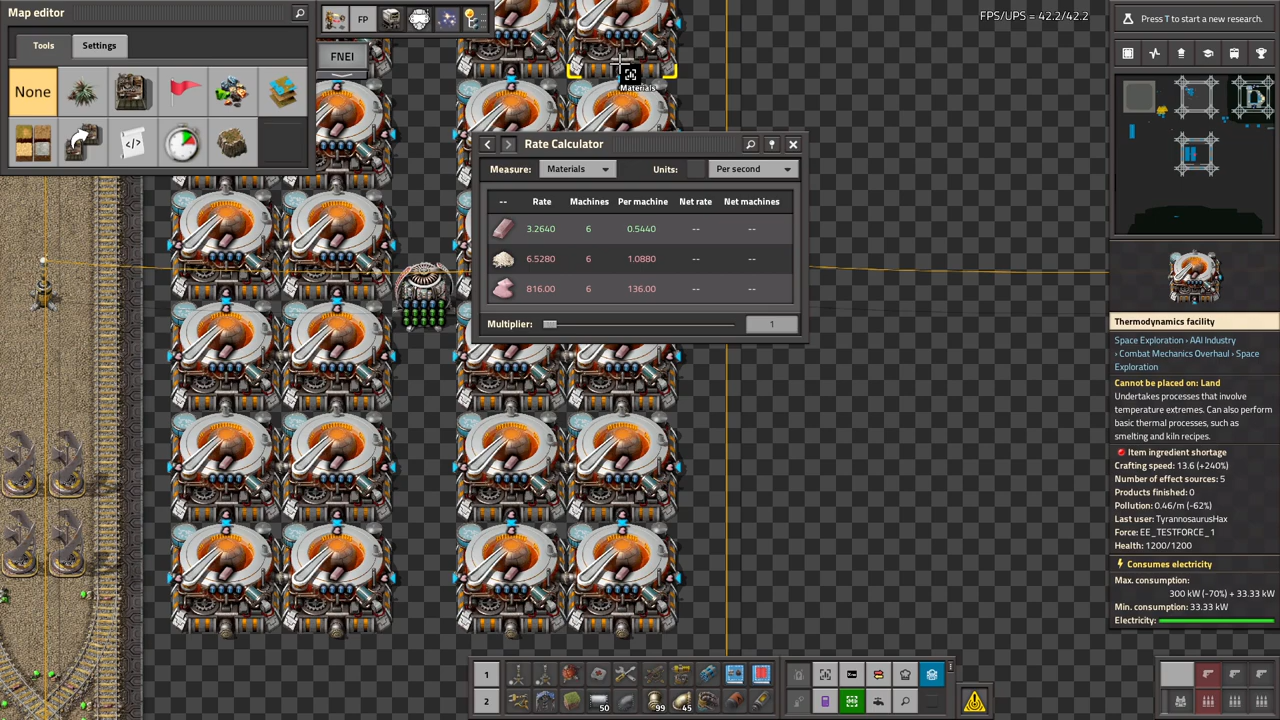 Map editor
FP
FPS/UPS = 42.2/42.2
Press T to start a new research.
Tools
Settings
FNEI
None
Materials
Rate Calculator
Measure:
Materials
Units:
Per second
--
Rate
Machines
Per machine
Net rate
Net machines
3.2640
6
0.5440
--
--
6.5280
6
1.0880
--
--
816.00
6
136.00
--
--
Multiplier:
1
Thermodynamics facility
Space Exploration › AAI Industry
› Combat Mechanics Overhaul › Space
Exploration
Cannot be placed on: Land
Undertakes processes that involve
temperature extremes. Can also perform
basic thermal processes, such as
smelting and kiln recipes.
Item ingredient shortage
Crafting speed: 13.6 (+240%)
Number of effect sources: 5
Products finished: 0
Pollution: 0.46/m (-62%)
Last user: TyrannosaurusHax
Force: EE_TESTFORCE_1
Health: 1200/1200
Consumes electricity
Max. consumption:
300 kW (-70%) + 33.33 kW
Min. consumption: 33.33 kW
Electricity:
1
2
50
99
45